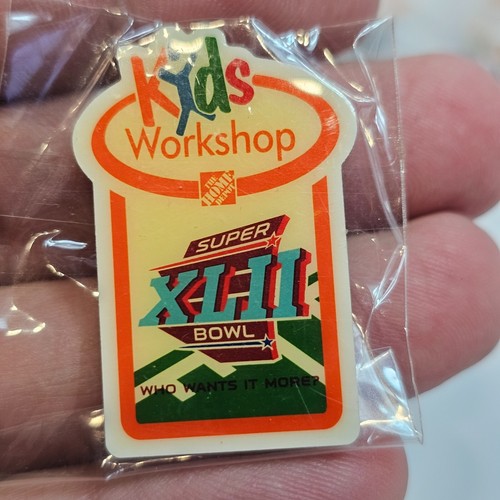 Kids
Workshop
THE
HOME
DEPOT
SUPER
XLII
BOWL
WHO WANTS IT MORE?